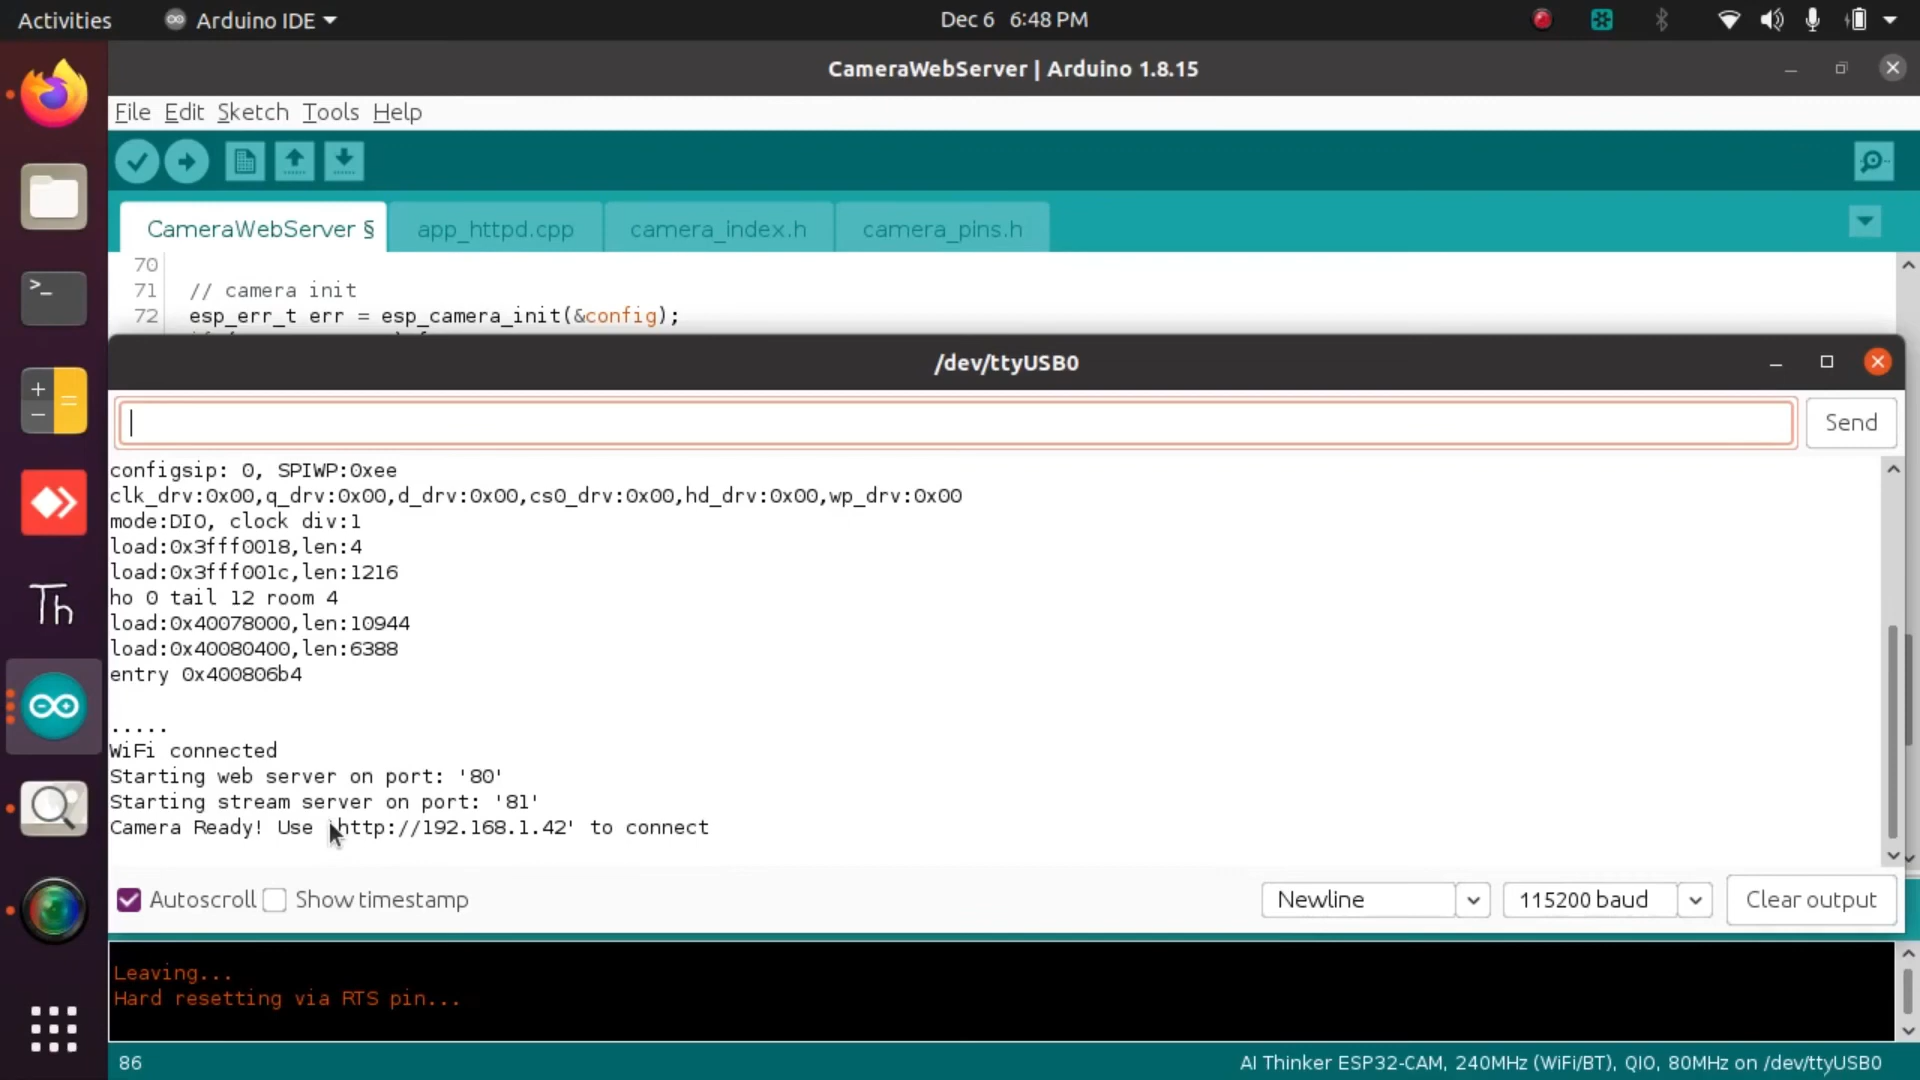 Activities
Arduino IDE
Dec 6 6:48 PM
CameraWebServer | Arduino 1.8.15
File Edit Sketch Tools Help
CameraWebServer §
app_httpd.cpp
camera_index.h
camera_pins.h
70
71 // camera init
72 esp_err_t err = esp_camera_init(&config);
/dev/ttyUSB0
Send
configsip: 0, SPIWP:0xee
clk_drv:0x00,q_drv:0x00,d_drv:0x00,cs0_drv:0x00,hd_drv:0x00,wp_drv:0x00
mode:DIO, clock div:1
load:0x3fff0018,len:4
load:0x3fff001c,len:1216
ho 0 tail 12 room 4
load:0x40078000,len:10944
load:0x40080400,len:6388
entry 0x400806b4
.....
WiFi connected
Starting web server on port: '80'
Starting stream server on port: '81'
Camera Ready! Use 'http://192.168.1.42' to connect
Autoscroll
Show timestamp
Newline
115200 baud
Clear output
Leaving...
Hard resetting via RTS pin...
86
AI Thinker ESP32-CAM, 240MHz (WiFi/BT), QIO, 80MHz on /dev/ttyUSB0
Th